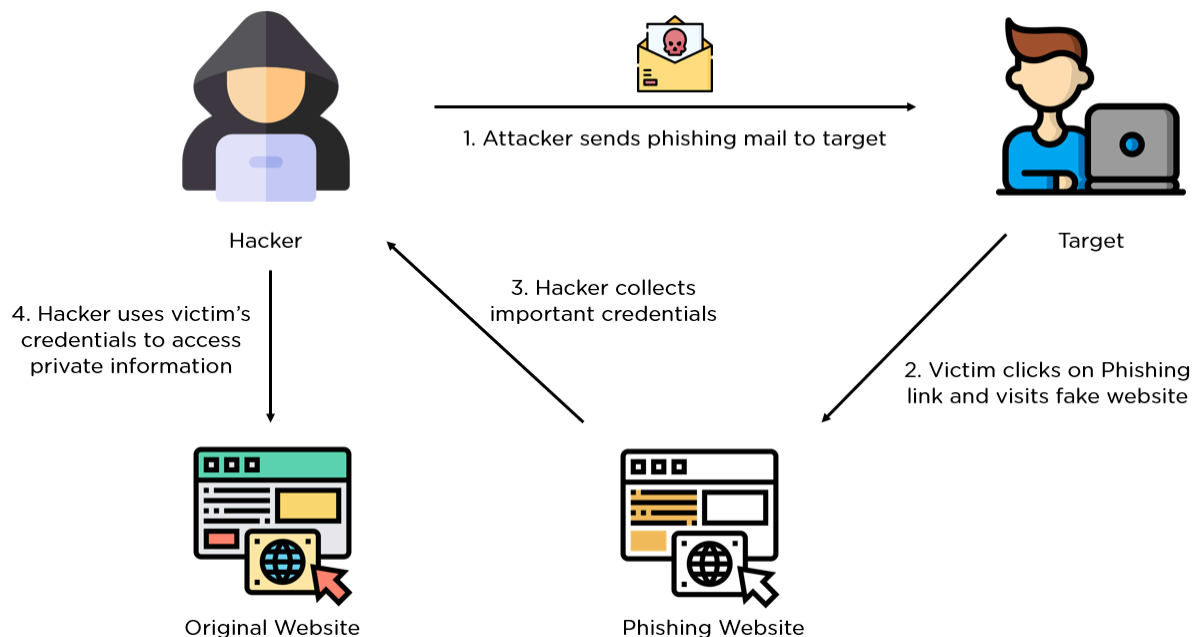 1. Attacker sends phishing mail to target
Hacker
Target
3. Hacker collects
important credentials
4. Hacker uses victim’s
credentials to access
private information
2. Victim clicks on Phishing
link and visits fake website
Original Website
Phishing Website